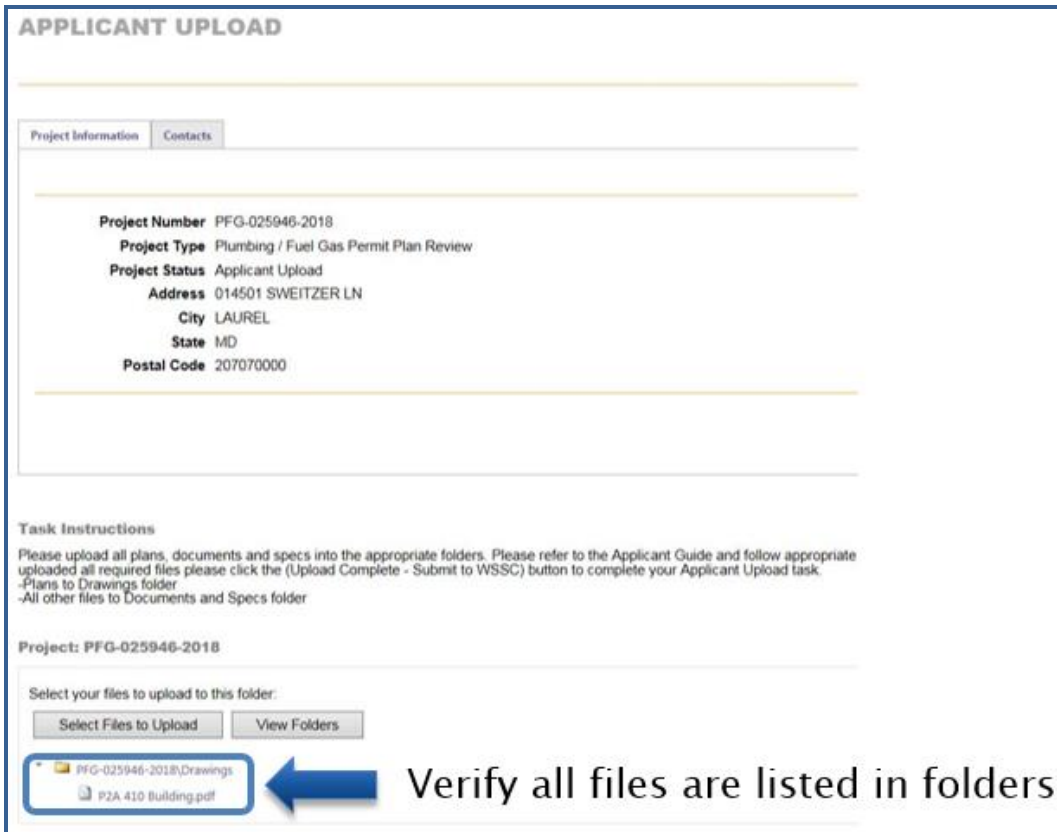 APPLICANT UPLOAD
Project Information Contacts
Project Number PFG-025946-2018
Project Type Plumbing / Fuel Gas Permit Plan Review
Project Status Applicant Upload
Address 014501 SWEITZER LN
City LAUREL
State MD
Postal Code 207070000
Task Instructions
Please upload all plans, documents and specs into the appropriate folders. Please refer to the Applicant Guide and follow appropriate
uploaded all required files please click the (Upload Complete - Submit to WSSC) button to complete your Applicant Upload task.
-Plans to Drawings folder
-All other files to Documents and Specs folder
Project: PFG-025946-2018
Select your files to upload to this folder:
Select Files to Upload View Folders
PFG-025946-2018\Drawings
P2A 410 Building.pdf
Verify all files are listed in folders